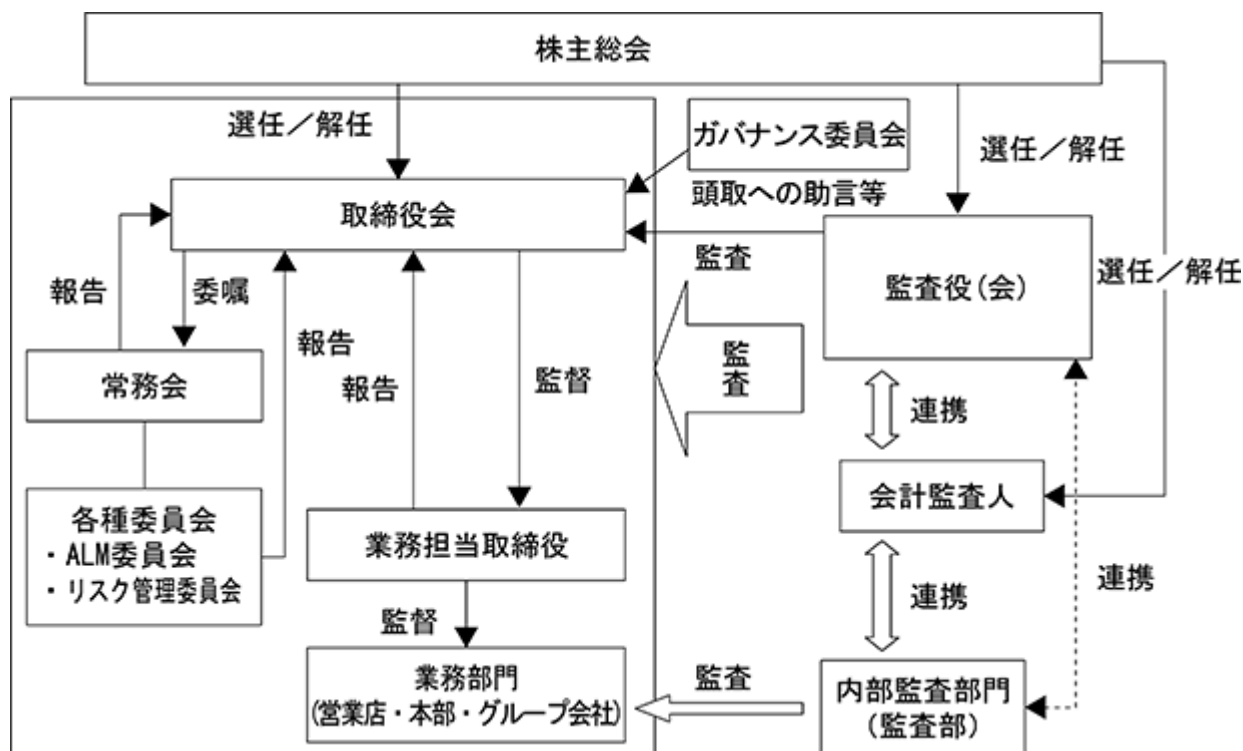 株主総会
選任／解任
ガバナンス委員会
選任／解任
頭取への助言等
取締役会
監査
監査役（会）
選任／解任
報告
委嘱
報告
報告
監督
監査
常務会
連携
会計監査人
各種委員会
・ALM委員会
・リスク管理委員会
業務担当取締役
連携
連携
監督
業務部門
（営業店・本部・グループ会社）
監査
内部監査部門
（監査部）